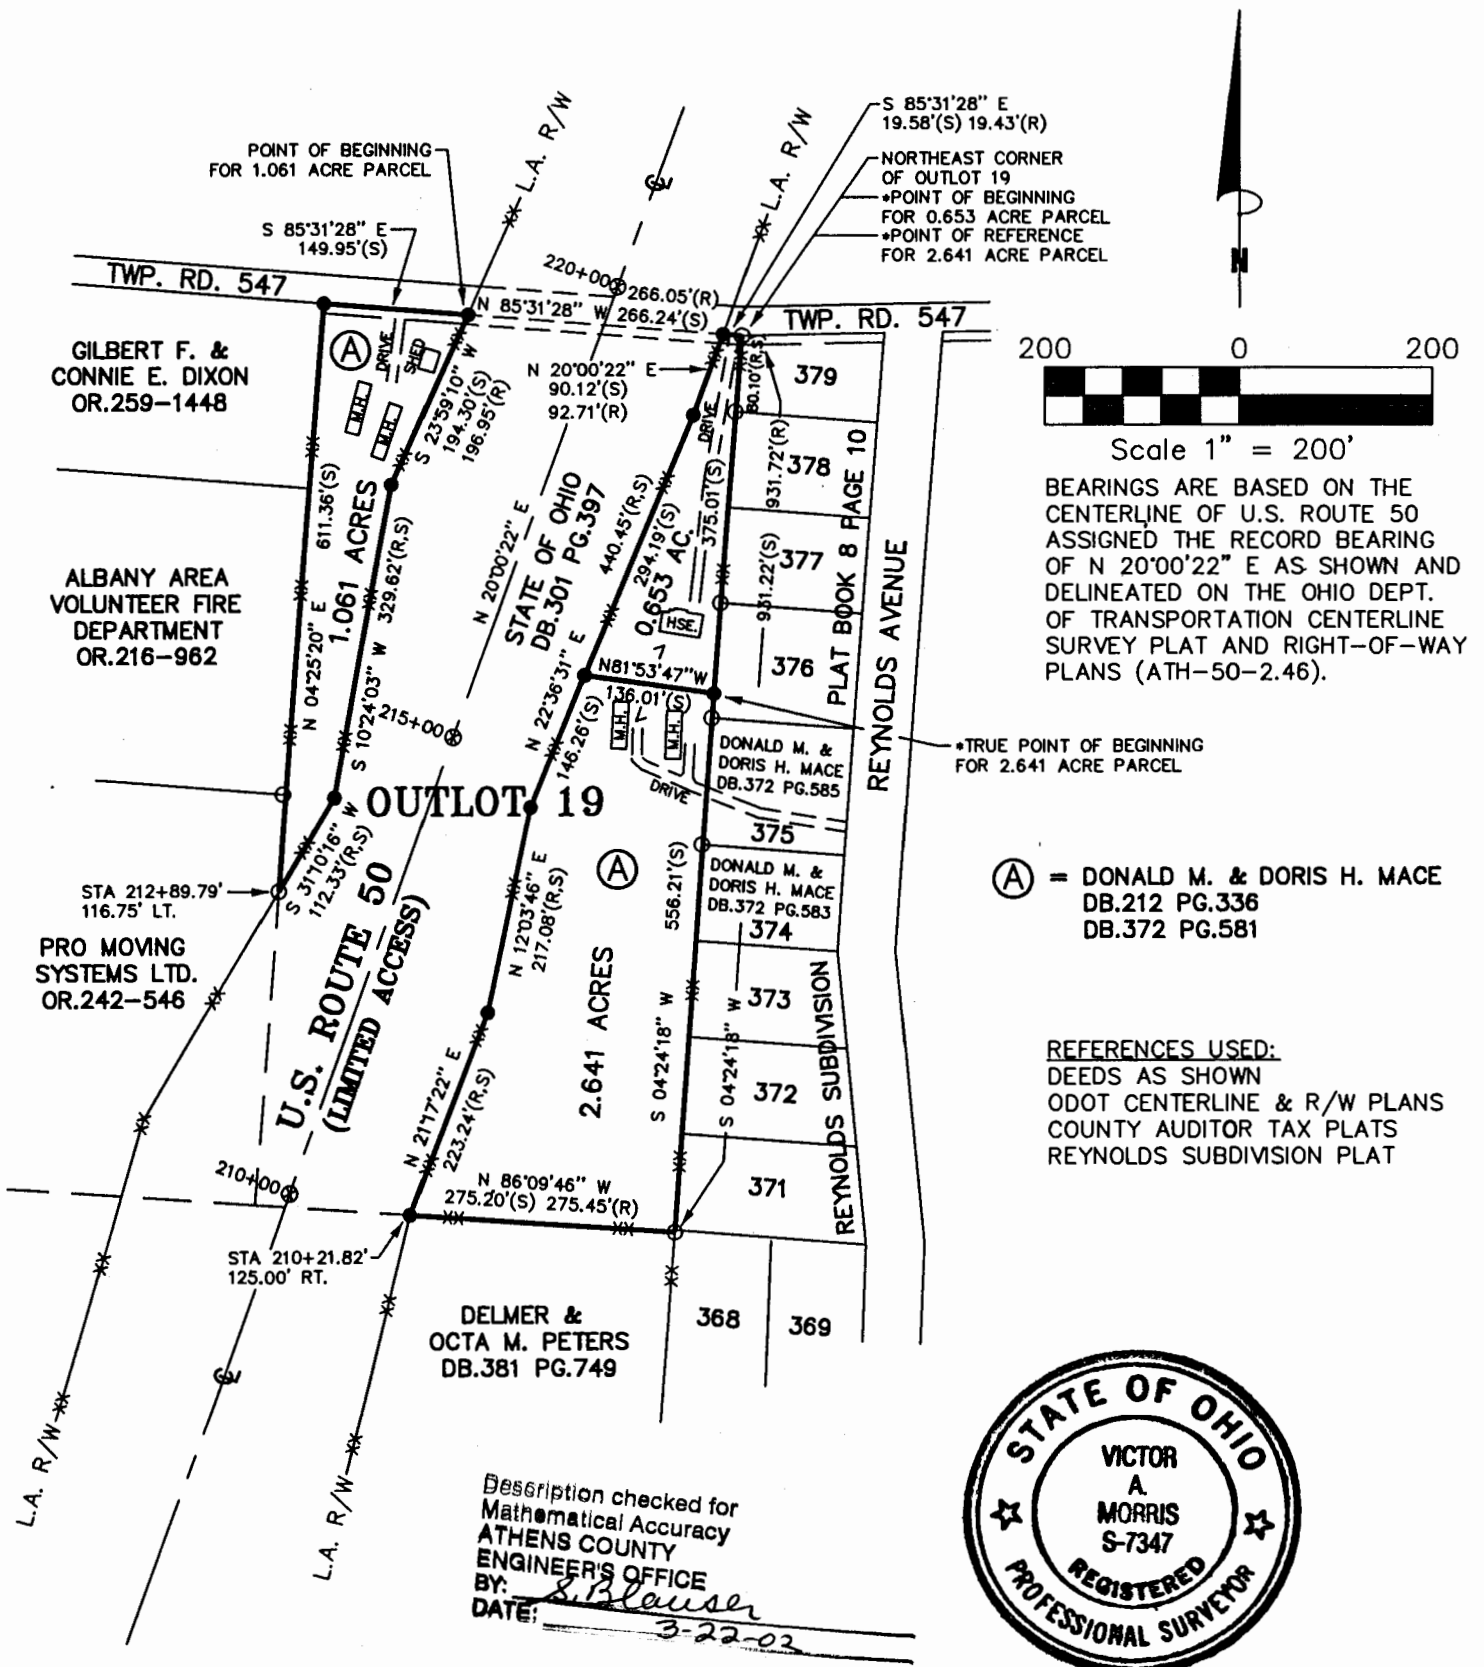 S 85°31'28" E
19.58'(S) 19.43'(R)
POINT OF BEGINNING
FOR 1.061 ACRE PARCEL
NORTHEAST CORNER
OF OUTLOT 19
*POINT OF BEGINNING
FOR 0.653 ACRE PARCEL
*POINT OF REFERENCE
FOR 2.641 ACRE PARCEL
L.A. R/W
L.A. R/W
S 85°31'28" E
149.95'(S)
N
TWP. RD. 547
220+00
266.05'(R)
N 85°31'28" W 266.24'(S)
TWP. RD. 547
200 0 200
Scale 1" = 200'
GILBERT F. &
CONNIE E. DIXON
OR.259-1448
A
DRIVE
SHED
M.H.
M.H.
S 23°59'10" W
194.30'(S)
196.95'(R)
N 20°00'22" E
90.12'(S)
92.71'(R)
DRIVE
80.10'(R,S)
379
378
377
376
931.72'(R)
931.22'(S)
375.01'(S)
PLAT BOOK 8 PAGE 10
REYNOLDS AVENUE
BEARINGS ARE BASED ON THE
CENTERLINE OF U.S. ROUTE 50
ASSIGNED THE RECORD BEARING
OF N 20°00'22" E AS SHOWN AND
DELINEATED ON THE OHIO DEPT.
OF TRANSPORTATION CENTERLINE
SURVEY PLAT AND RIGHT-OF-WAY
PLANS (ATH-50-2.46).
ALBANY AREA
VOLUNTEER FIRE
DEPARTMENT
OR.216-962
611.36'(S)
N 04°25'20" E
1.061 ACRES
S 10°24'03" W 329.62'(R,S)
N 20°00'22" E
STATE OF OHIO
DB.301 PG.397
440.45'(R,S)
N 22°36'31" E
294.19'(S)
0.653 AC.
HSE.
N81°53'47"W
136.01'(S)
146.26'(S)
M.H.
M.H.
DRIVE
215+00
DONALD M. &
DORIS H. MACE
DB.372 PG.585
375
*TRUE POINT OF BEGINNING
FOR 2.641 ACRE PARCEL
OUTLOT 19
S 31°10'16" W
112.33'(R,S)
STA 212+89.79'
116.75' LT.
A
DONALD M. &
DORIS H. MACE
DB.372 PG.583
374
A = DONALD M. & DORIS H. MACE
DB.212 PG.336
DB.372 PG.581
PRO MOVING
SYSTEMS LTD.
OR.242-546
U.S. ROUTE 50
(LIMITED ACCESS)
N 12°03'46" E
217.08'(R,S)
2.641 ACRES
556.21'(S)
S 04°24'18" W
S 04°24'18" W
373
372
371
REYNOLDS SUBDIVISION
REFERENCES USED:
DEEDS AS SHOWN
ODOT CENTERLINE & R/W PLANS
COUNTY AUDITOR TAX PLATS
REYNOLDS SUBDIVISION PLAT
N 21°17'22" E
223.24'(R,S)
210+00
N 86°09'46" W
275.20'(S) 275.45'(R)
STA 210+21.82'
125.00' RT.
DELMER &
OCTA M. PETERS
DB.381 PG.749
368
369
L.A. R/W
L.A. R/W
Description checked for
Mathematical Accuracy
ATHENS COUNTY
ENGINEER'S OFFICE
BY: S. Blauser
DATE: 3-22-02
STATE OF OHIO
VICTOR
A.
MORRIS
S-7347
REGISTERED
PROFESSIONAL SURVEYOR